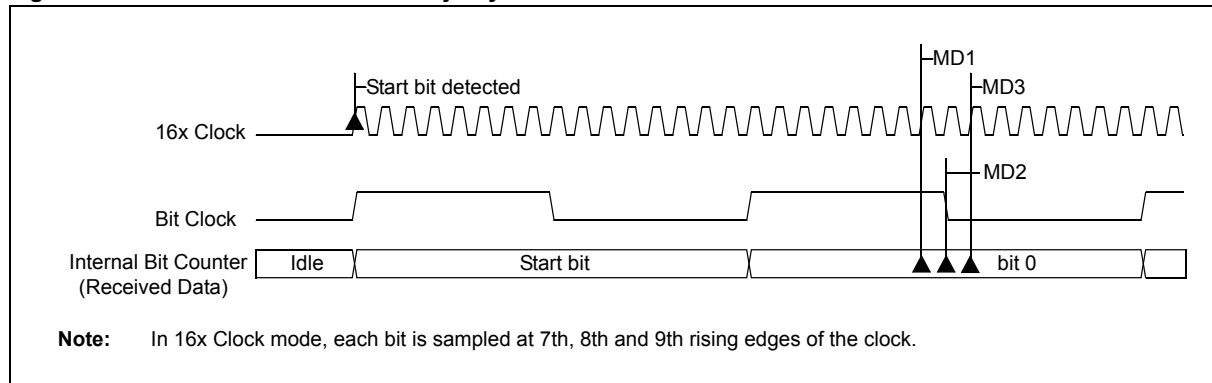 MD1
Start bit detected
MD3
16x Clock
MD2
Bit Clock
Internal Bit Counter
(Received Data)
Idle
Start bit
bit 0
Note: In 16x Clock mode, each bit is sampled at 7th, 8th and 9th rising edges of the clock.